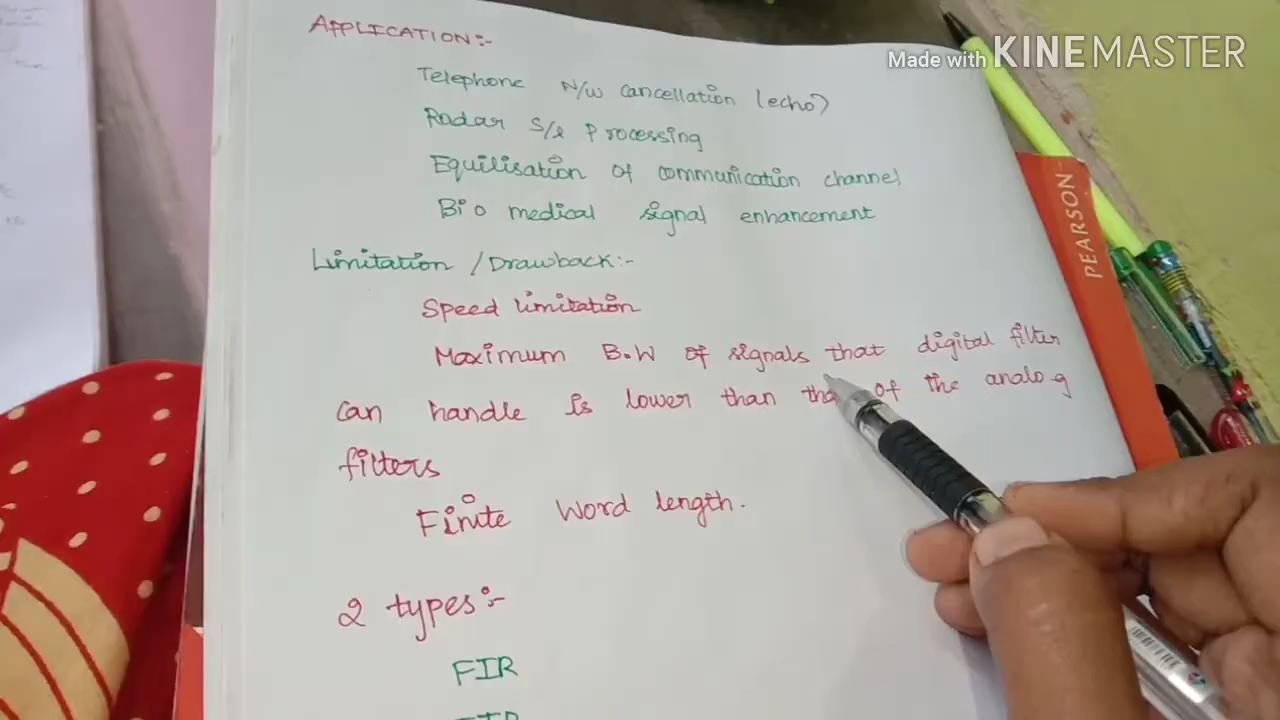 Made with KINEMASTER
APPLICATION:-
Telephone N/W cancellation (echo)
Radar S/l Processing
Equilisation of communication channel
Bio medical signal enhancement
Limitation / Drawback:-
Speed limitation
Maximum B.W of signals that digital filter
can handle is lower than that of the analog
filters
Finite Word length.
2 types:-
FIR
PEARSON